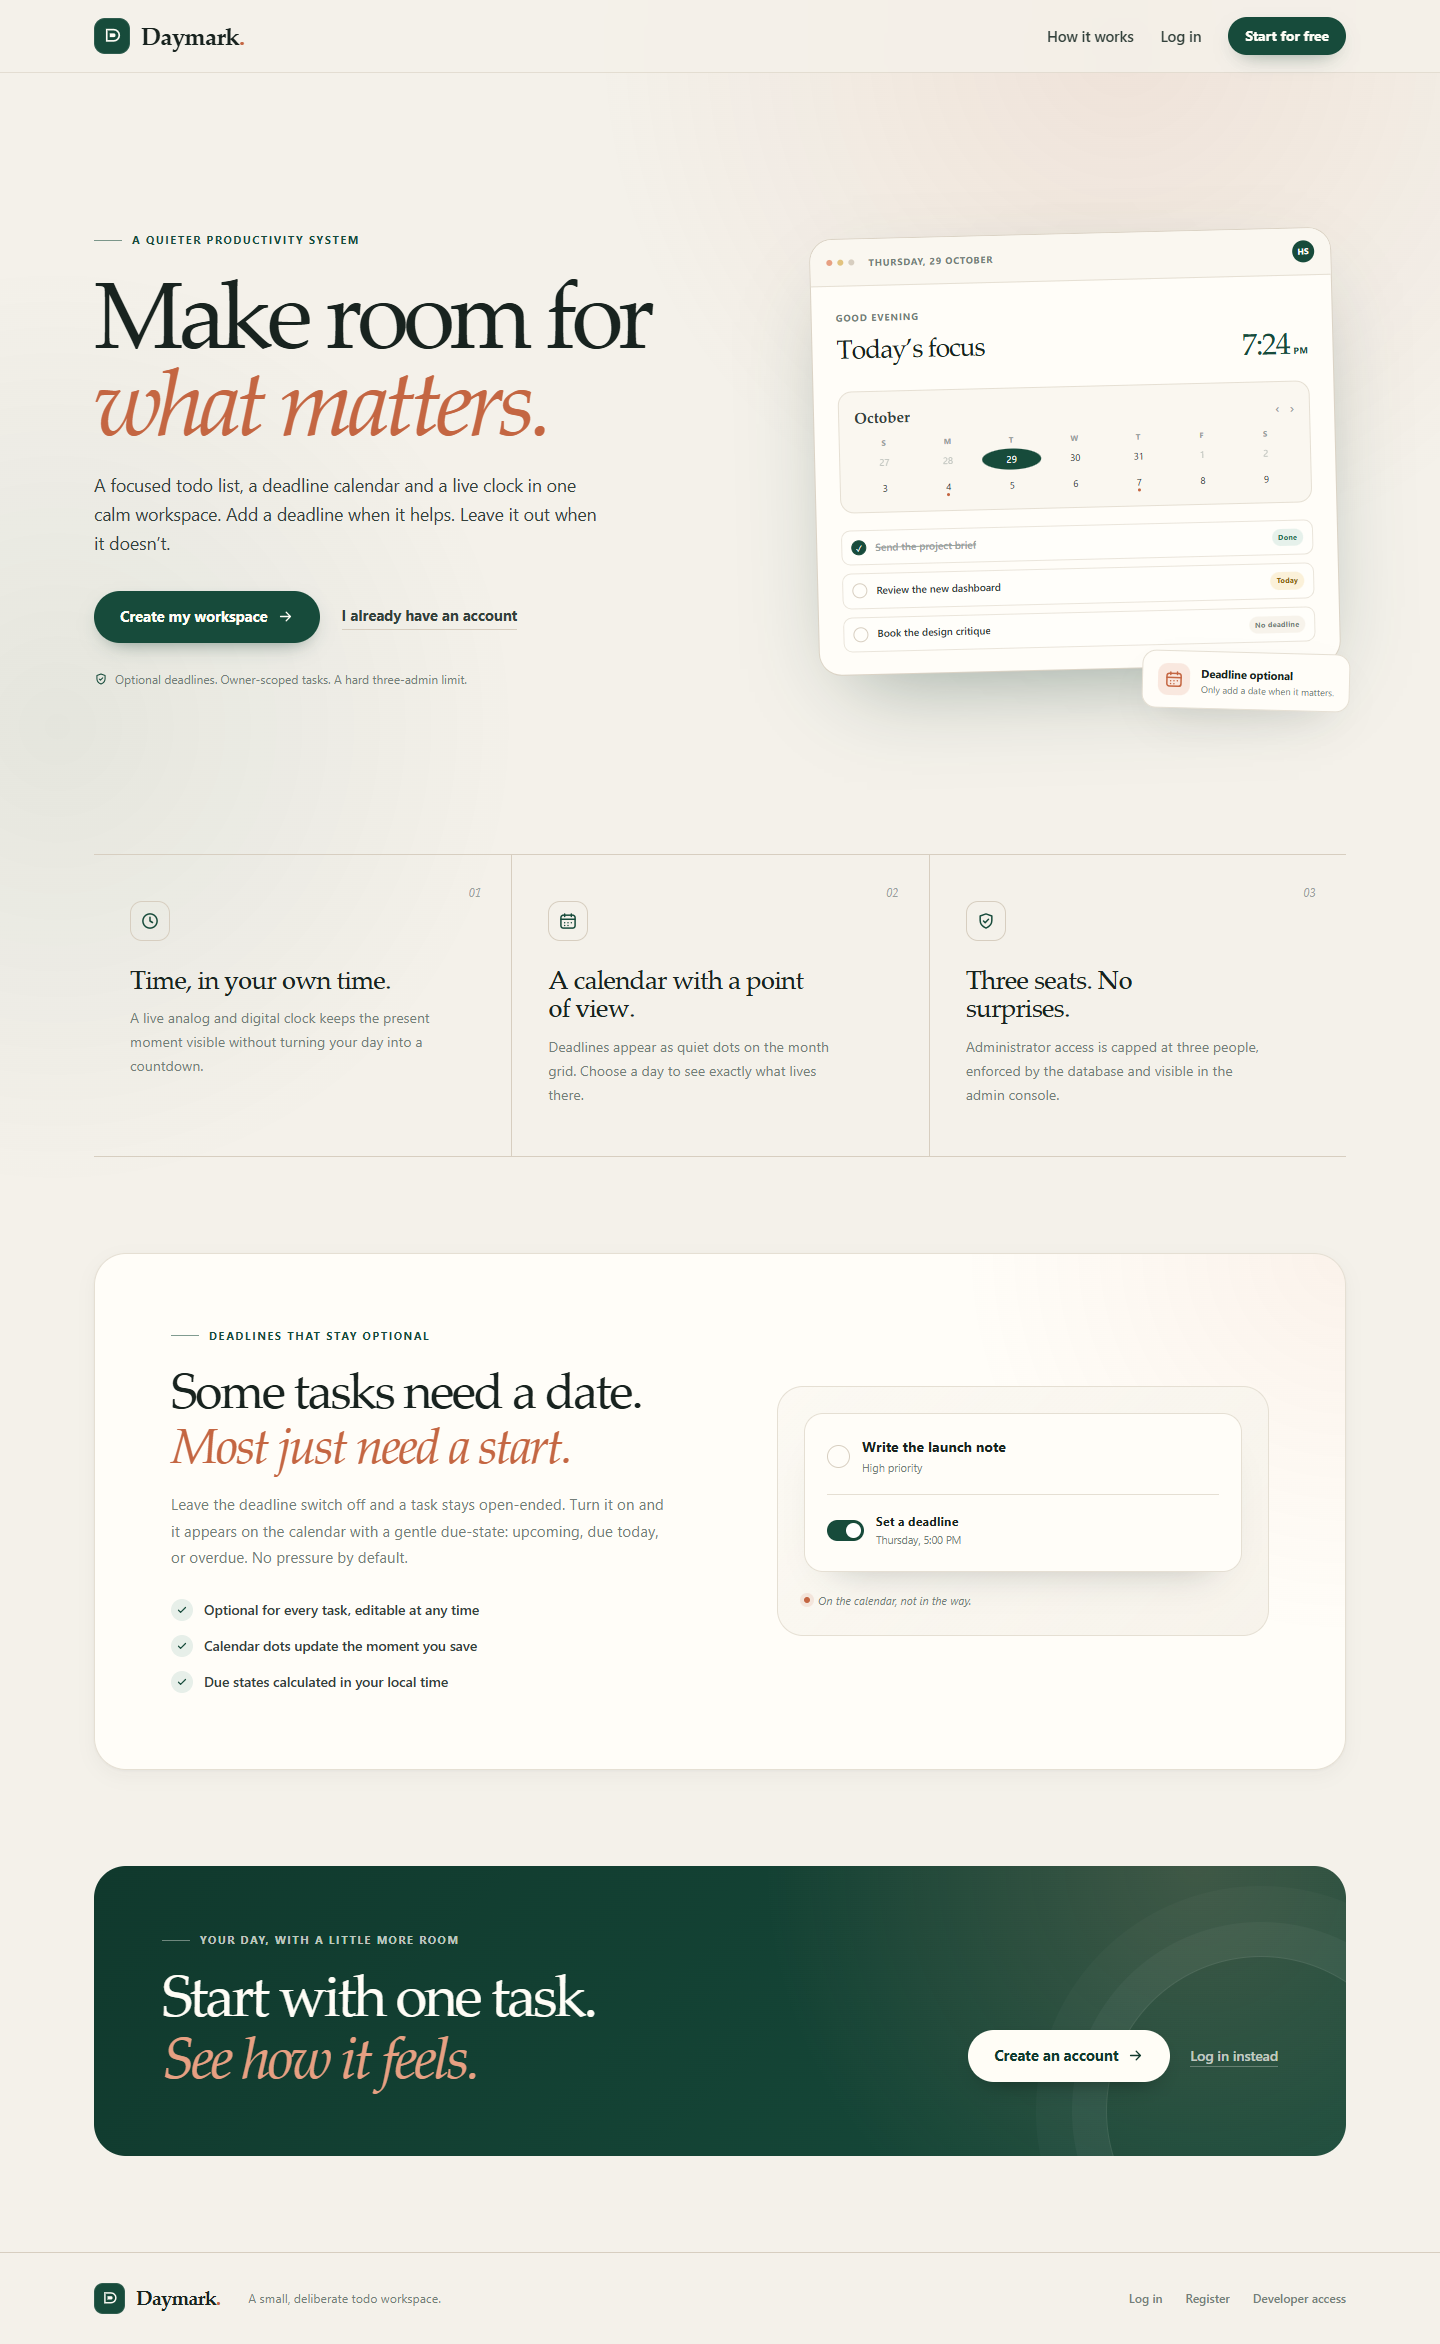 Daymark.
How it works
Log in
Start for free
A QUIETER PRODUCTIVITY SYSTEM
Make room for
what matters.
A focused todo list, a deadline calendar and a live clock in one
calm workspace. Add a deadline when it helps. Leave it out when
it doesn't.
Create my workspace →
I already have an account
Optional deadlines. Owner-scoped tasks. A hard three-admin limit.
THURSDAY, 29 OCTOBER
HS
GOOD EVENING
Today's focus
7:24 PM
October
‹ ›
S M T W T F S
27 28 29 30 31 1 2
3 4 5 6 7 8 9
Send the project brief
Done
Review the new dashboard
Today
Book the design critique
No deadline
Deadline optional
Only add a date when it matters.
01
Time, in your own time.
A live analog and digital clock keeps the present
moment visible without turning your day into a
countdown.
02
A calendar with a point
of view.
Deadlines appear as quiet dots on the month
grid. Choose a day to see exactly what lives
there.
03
Three seats. No
surprises.
Administrator access is capped at three people,
enforced by the database and visible in the
admin console.
DEADLINES THAT STAY OPTIONAL
Some tasks need a date.
Most just need a start.
Leave the deadline switch off and a task stays open-ended. Turn it on and
it appears on the calendar with a gentle due-state: upcoming, due today,
or overdue. No pressure by default.
Optional for every task, editable at any time
Calendar dots update the moment you save
Due states calculated in your local time
Write the launch note
High priority
Set a deadline
Thursday, 5:00 PM
On the calendar, not in the way.
YOUR DAY, WITH A LITTLE MORE ROOM
Start with one task.
See how it feels.
Create an account →
Log in instead
Daymark.
A small, deliberate todo workspace.
Log in
Register
Developer access